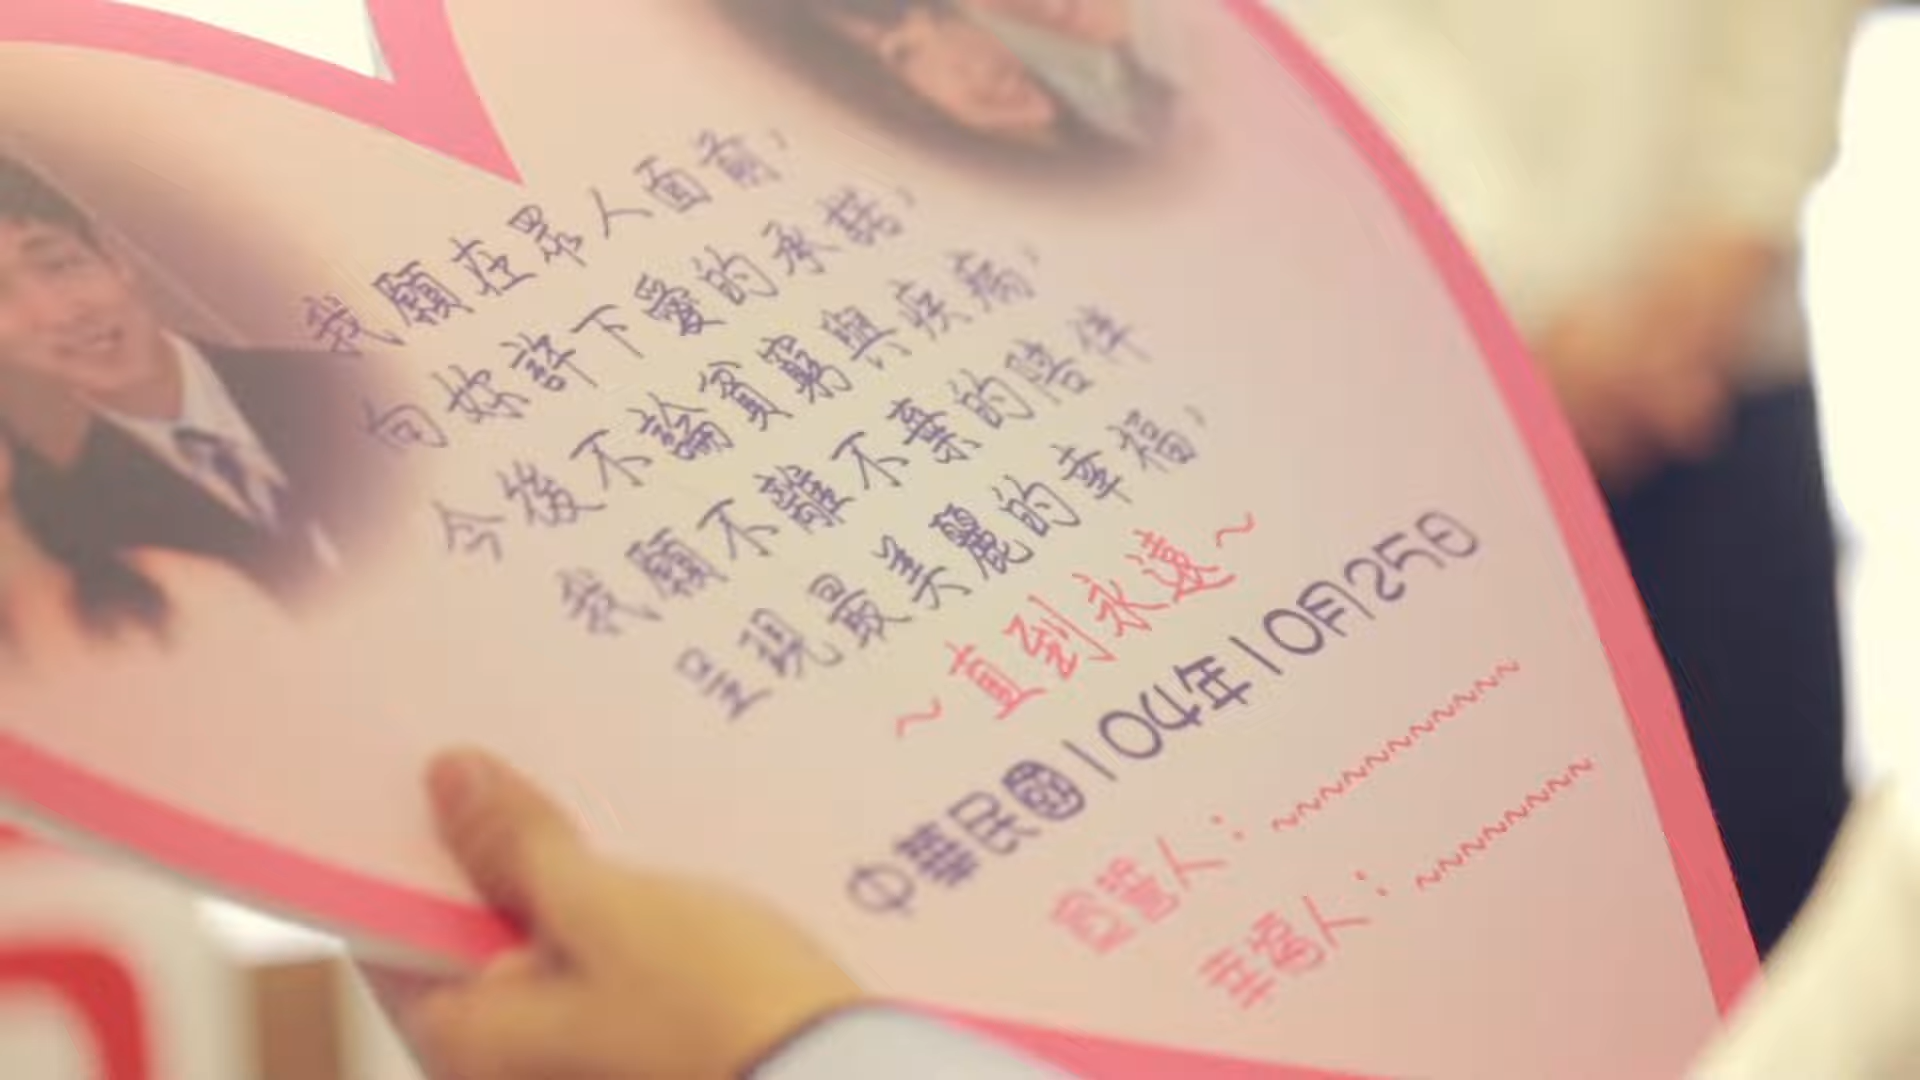 我願在眾人面前,
向妳許下愛的承諾,
今後不論貧窮與疾病,
我願不離不棄的陪伴
呈現最美麗的幸福,
~直到永遠~
中華民國104年10月25日
宣誓人:~~~~~~~~~~~~
幸福人:~~~~~~~~~